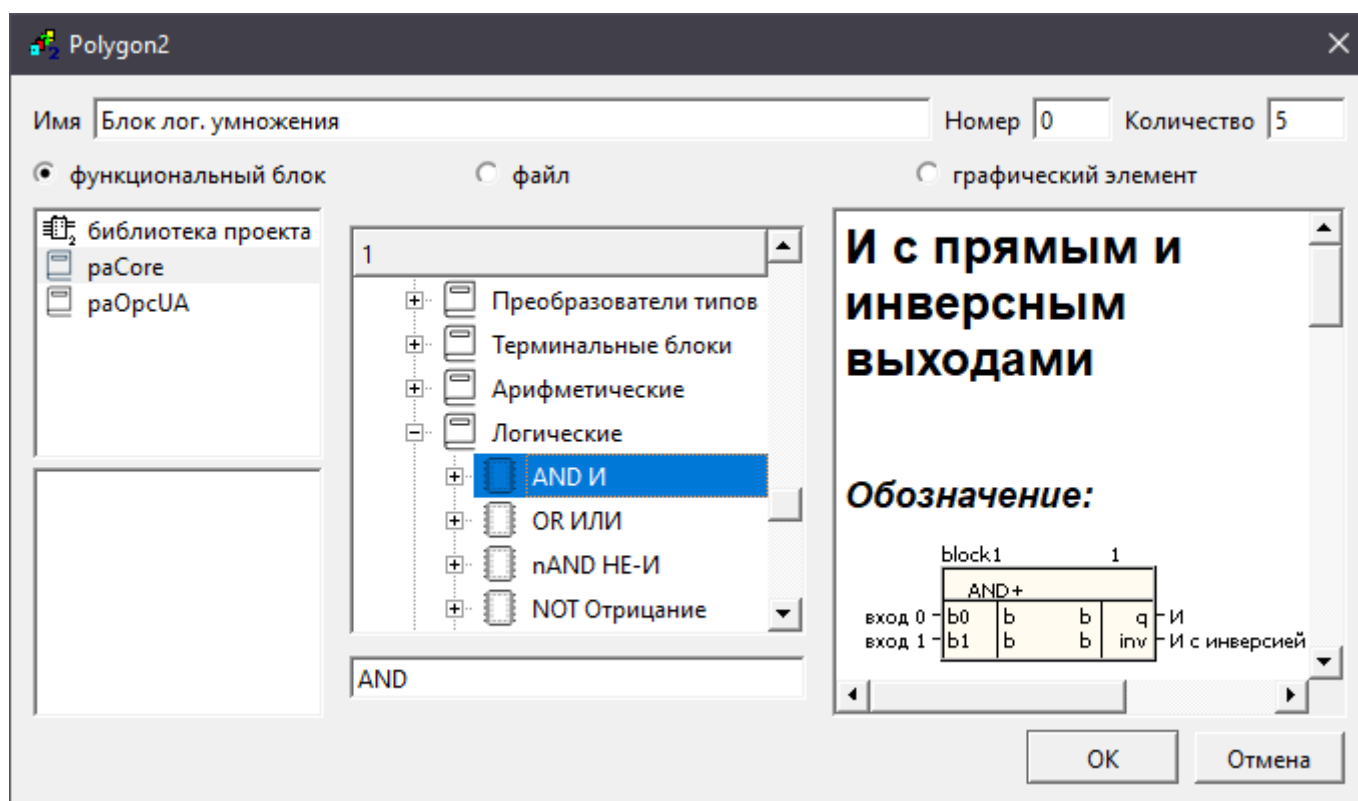 Polygon2
Имя Блок лог. умножения Номер 0 Количество 5
функциональный блок файл графический элемент
библиотека проекта
paCore
paOpcUA
1
Преобразователи типов
Терминальные блоки
Арифметические
Логические
AND И
OR ИЛИ
nAND НЕ-И
NOT Отрицание
AND
И с прямым и
инверсным
выходами
Обозначение:
block1 1
AND+
вход 0 b0 b b q И
вход 1 b1 b b inv И с инверсией
OK Отмена